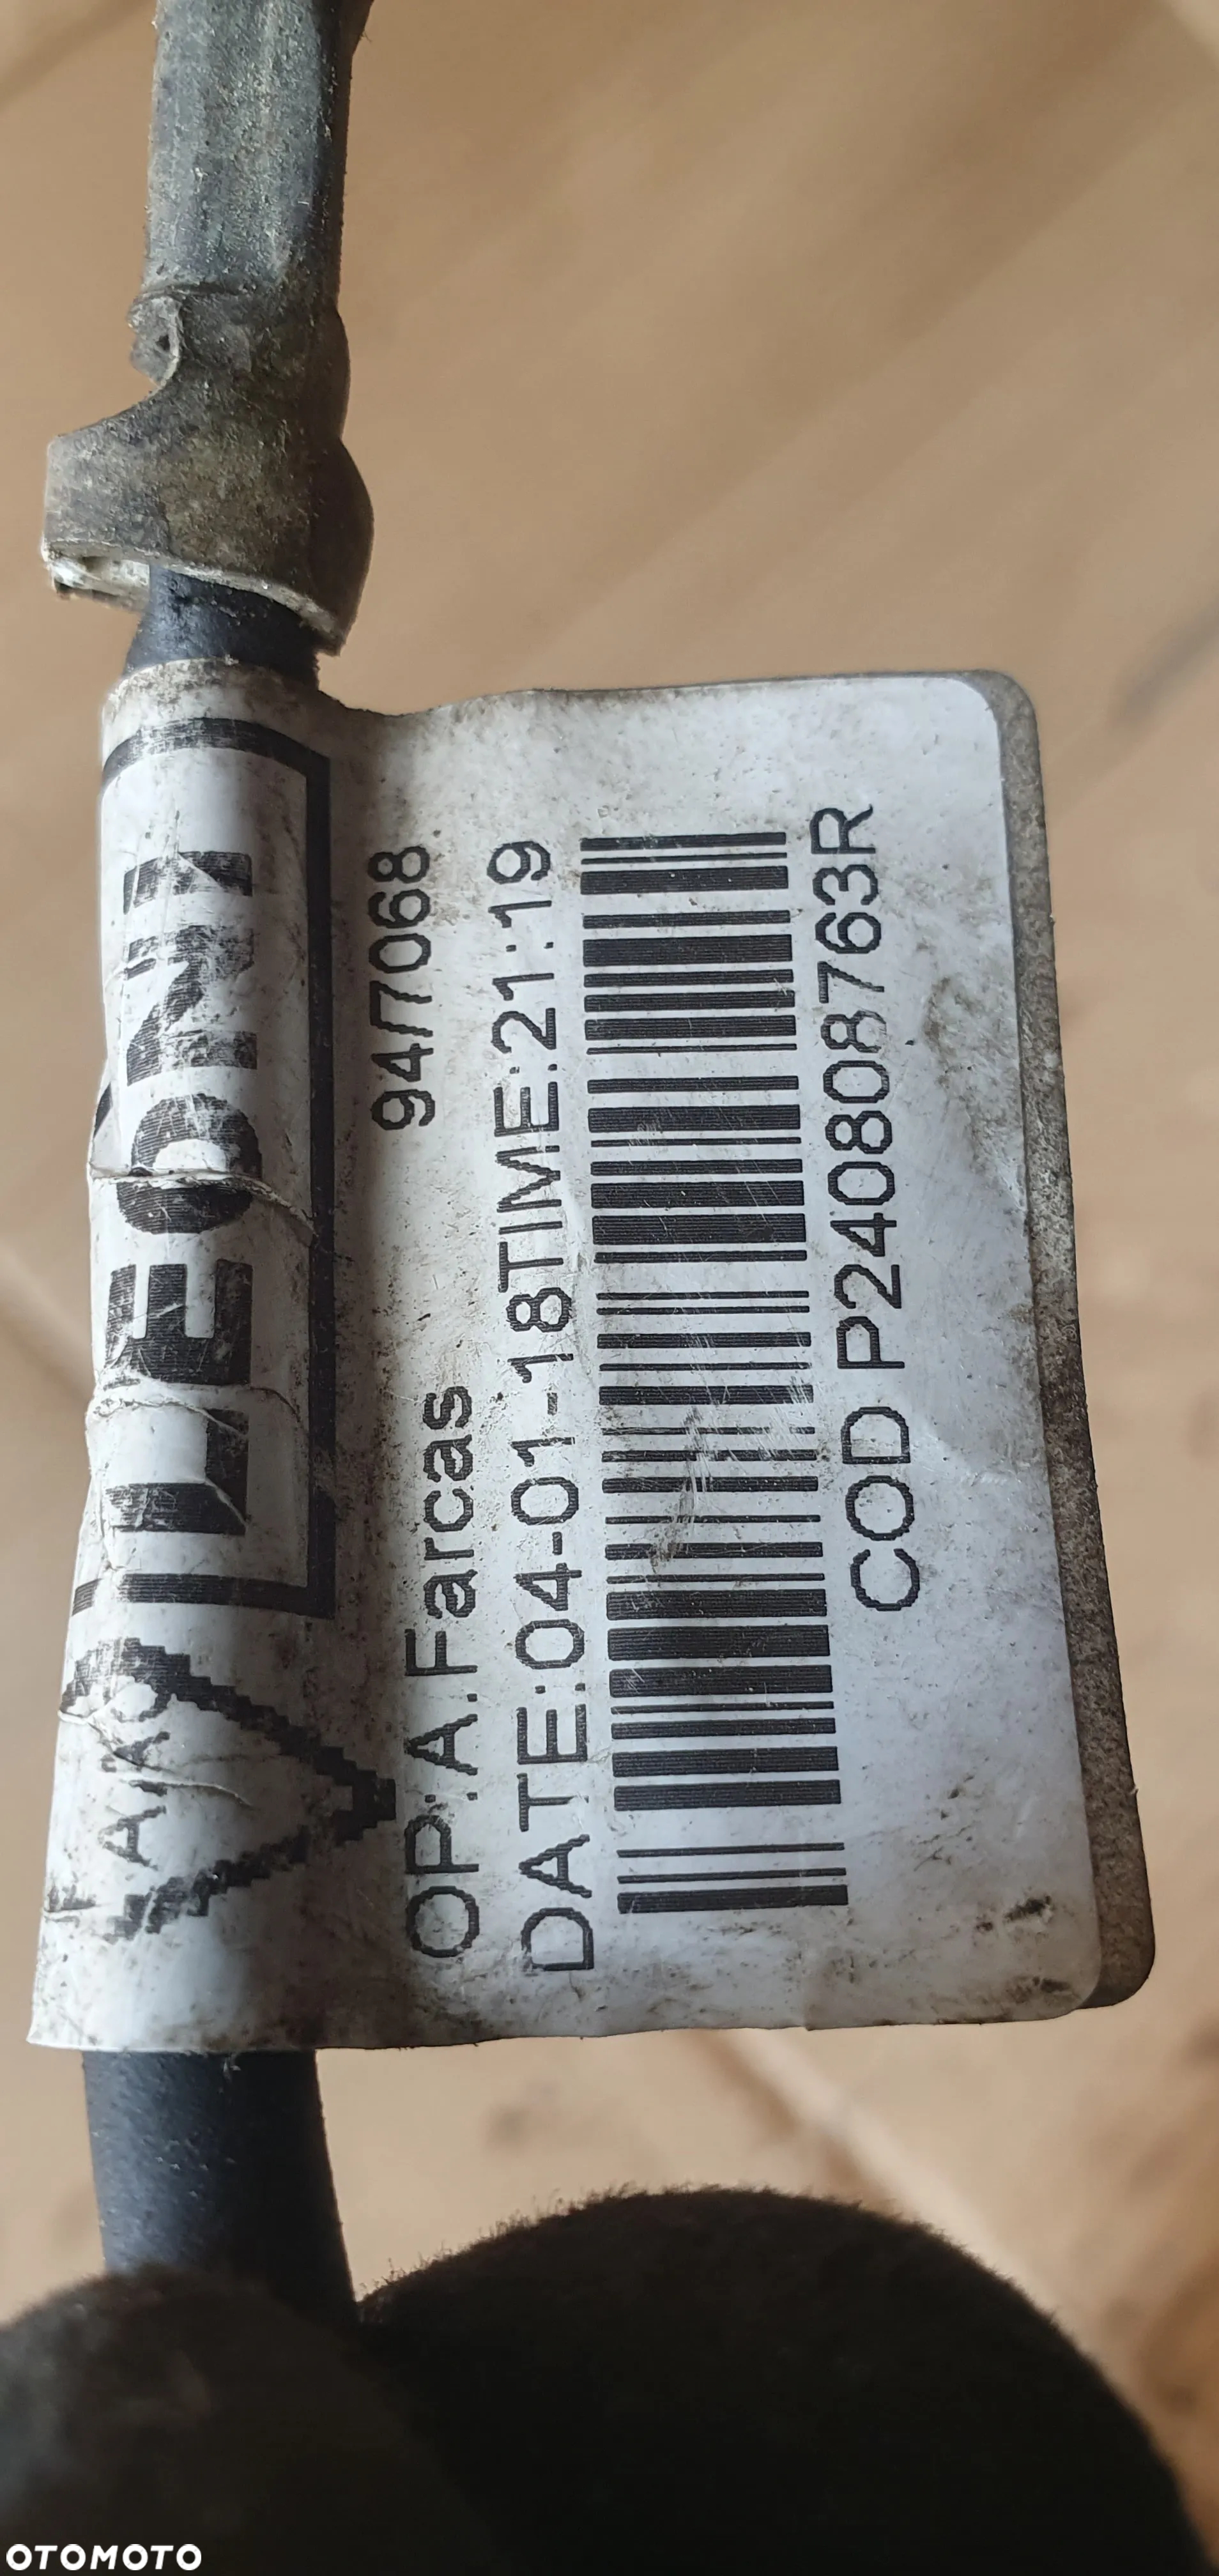 LEONI
947068
OP:.A.Farcas
DATE:04-01-18TIME:21:19
COD P240808763R
OTOMOTO